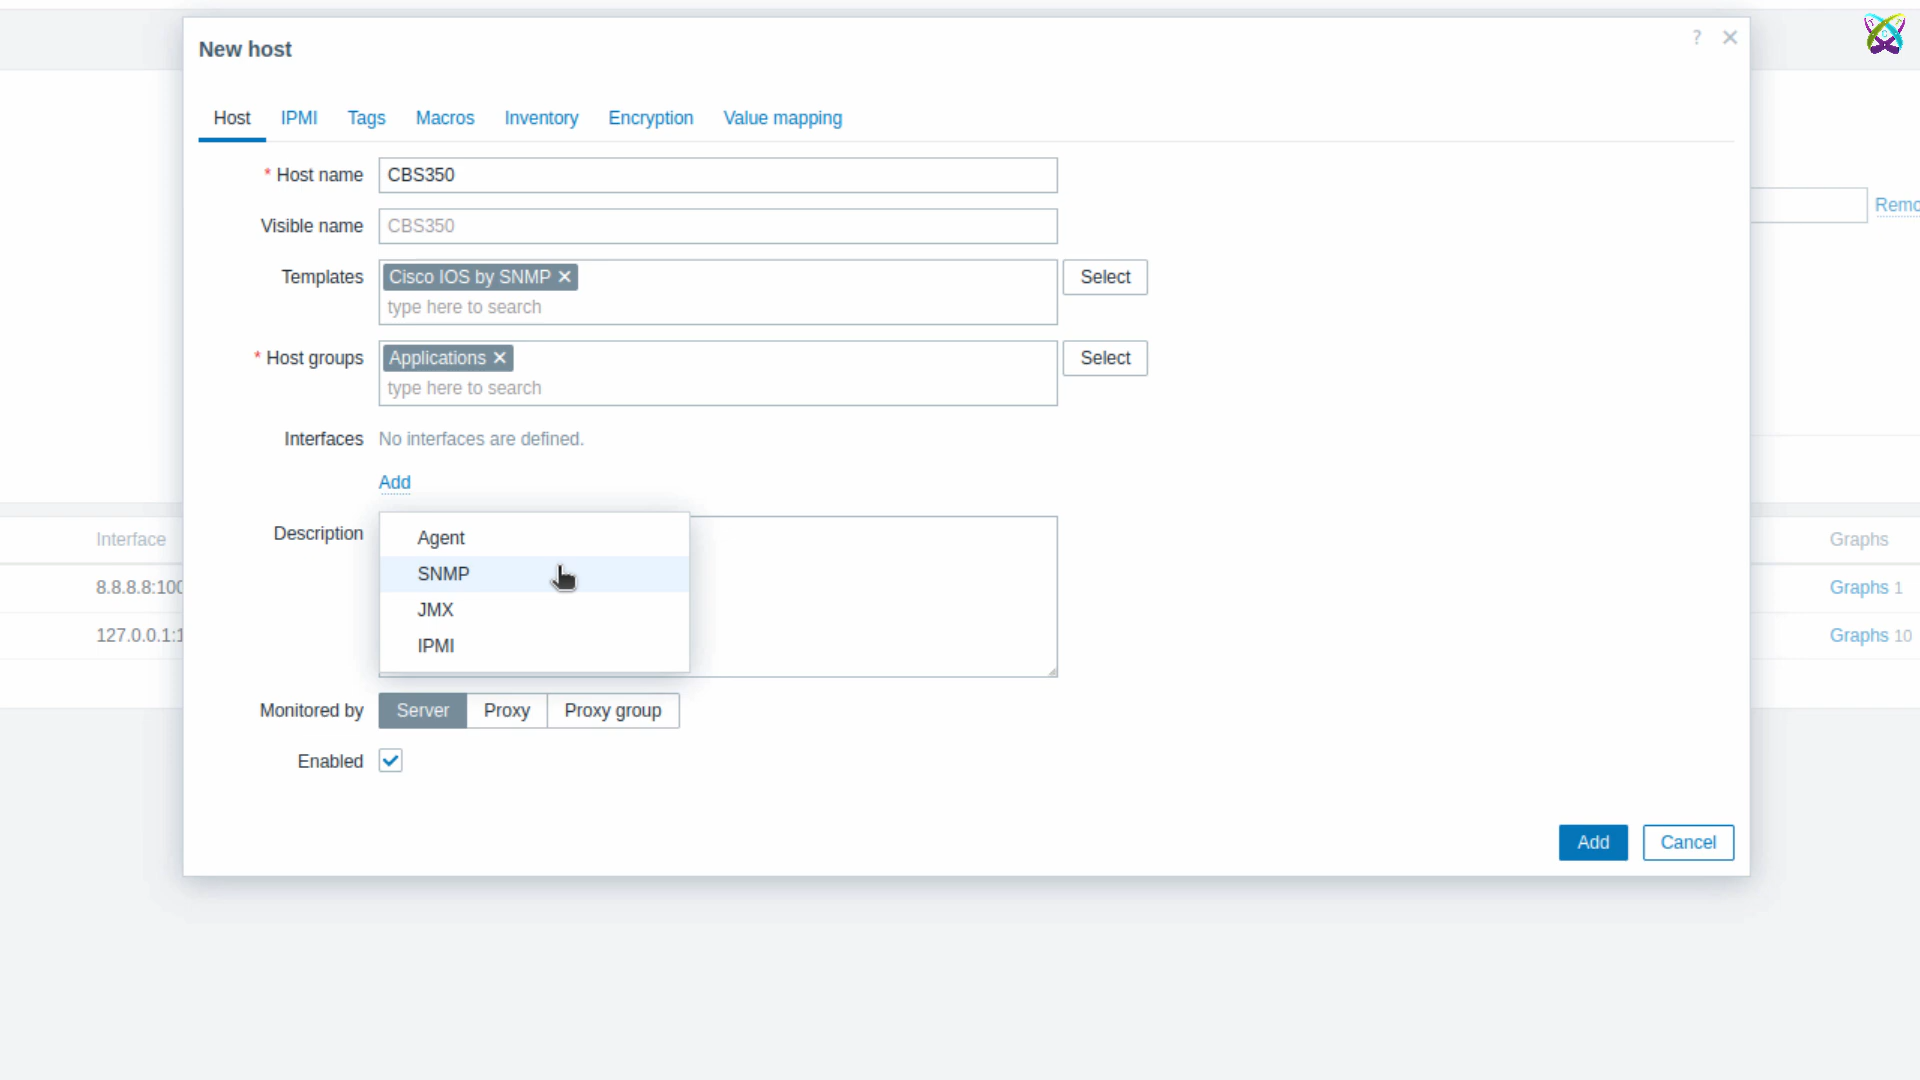 New host
?
Host IPMI Tags Macros Inventory Encryption Value mapping
* Host name CBS350
Remo
Visible name CBS350
Templates Cisco IOS by SNMP Select
type here to search
* Host groups Applications Select
type here to search
Interfaces No interfaces are defined.
Add
Description
Agent
SNMP
JMX
IPMI
Interface Graphs
8.8.8.8:100 Graphs 1
127.0.0.1:1 Graphs 10
Monitored by Server Proxy Proxy group
Enabled
Add Cancel